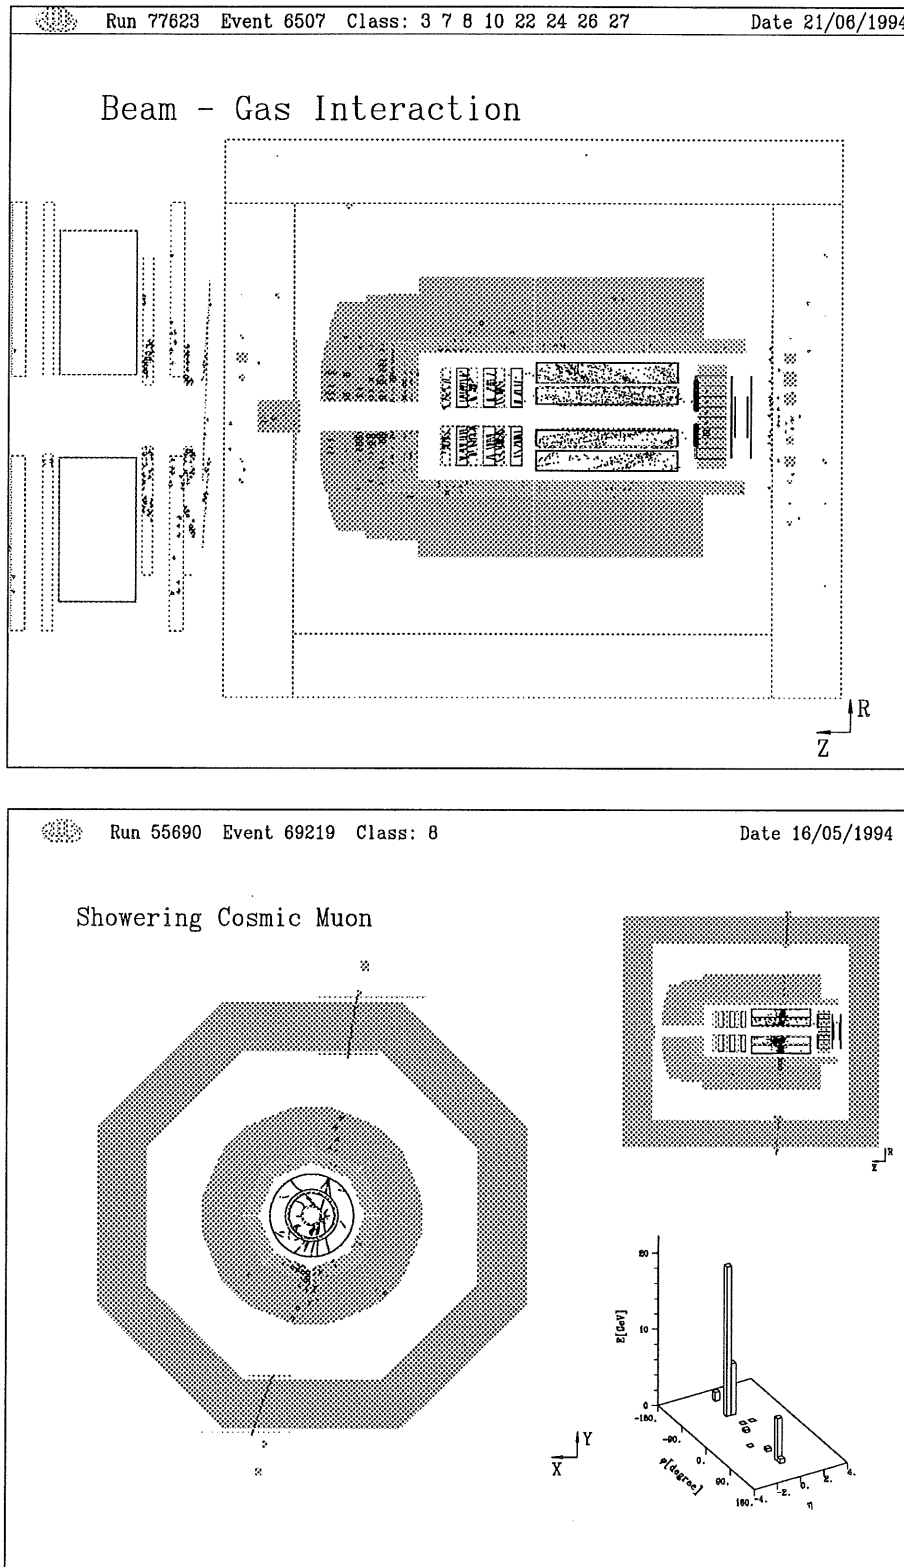 Run 77623 Event 6507 Class: 3 7 8 10 22 24 26 27 Date 21/06/1994
Beam - Gas Interaction
R
Z
Run 55690 Event 69219 Class: 8 Date 16/05/1994
Showering Cosmic Muon
R
Z
20
E[GeV]
10
0
-180.
-90.
0.
90.
180.
φ[degree]
-4.
-2.
0.
2.
4.
η
Y
X